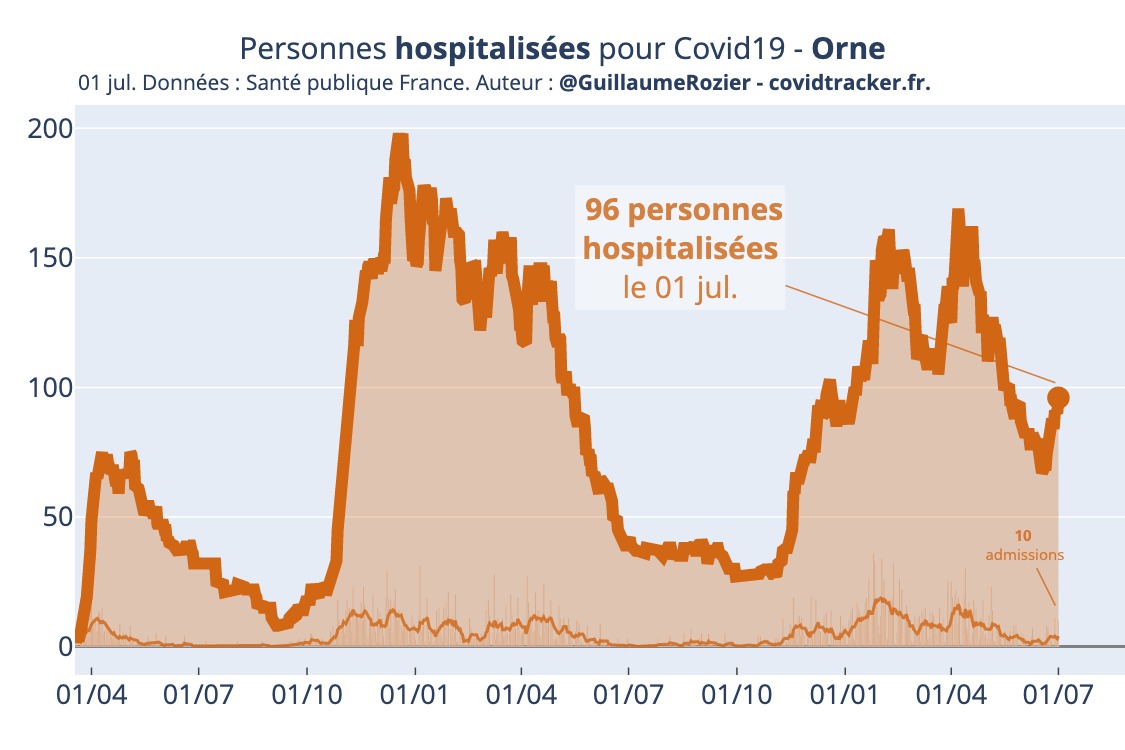 Personnes hospitalisées pour Covid19 - Orne
01 jul. Données : Santé publique France. Auteur : @GuillaumeRozier - covidtracker.fr.
200
150
100
50
0
96 personnes
hospitalisées
le 01 jul.
10
admissions
01/04 01/07 01/10 01/01 01/04 01/07 01/10 01/01 01/04 01/07